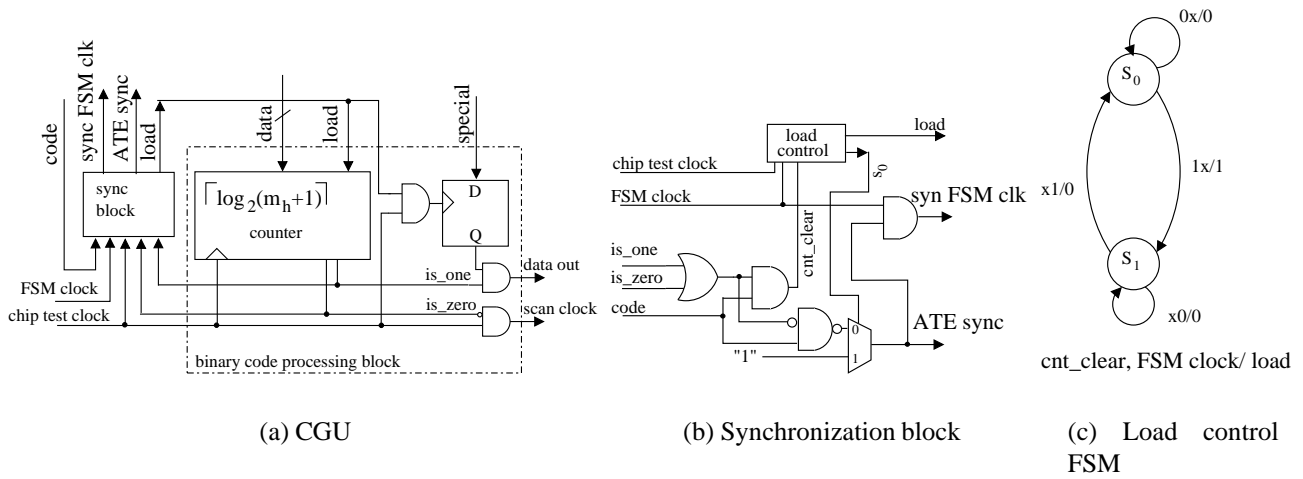 code
sync FSM clk
ATE sync
load
data
load
special
sync
block
⌈log₂(mₕ+1)⌉
counter
D
Q
FSM clock
chip test clock
is_one
data out
is_zero
scan clock
binary code processing block
(a) CGU
load
control
load
chip test clock
FSM clock
s₀
syn FSM clk
cnt_clear
is_one
is_zero
code
0
1
"1"
ATE sync
(b) Synchronization block
0x/0
S₀
x1/0
1x/1
S₁
x0/0
cnt_clear, FSM clock/ load
(c) Load control
FSM